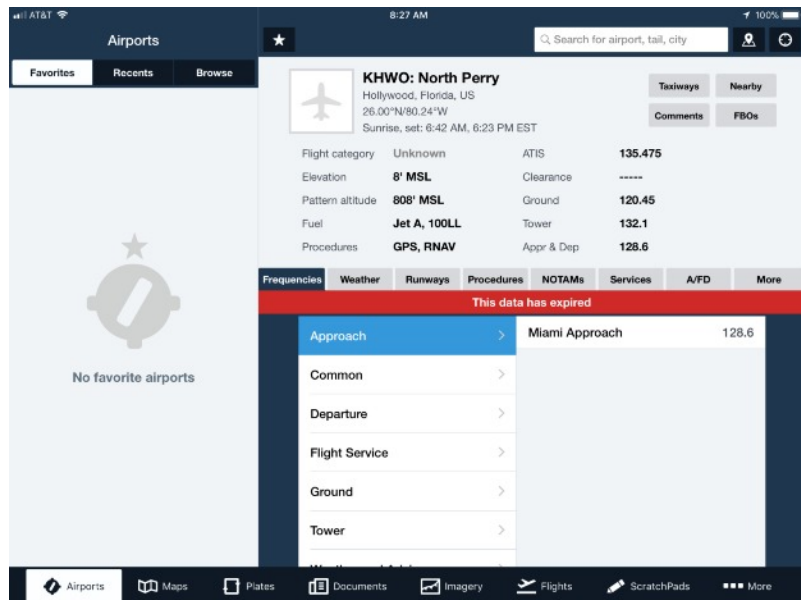 AT&T
8:27 AM
100%
Airports
Search for airport, tail, city
Favorites Recents Browse
KHWO: North Perry
Hollywood, Florida, US
26.00°N/80.24°W
Sunrise, set: 6:42 AM, 6:23 PM EST
Taxiways Nearby
Comments FBOs
Flight category Unknown ATIS 135.475
Elevation 8' MSL Clearance -----
Pattern altitude 808' MSL Ground 120.45
Fuel Jet A, 100LL Tower 132.1
Procedures GPS, RNAV Appr & Dep 128.6
Frequencies Weather Runways Procedures NOTAMs Services A/FD More
This data has expired
Approach
Miami Approach 128.6
Common
Departure
Flight Service
Ground
Tower
No favorite airports
Airports Maps Plates Documents Imagery Flights ScratchPads More